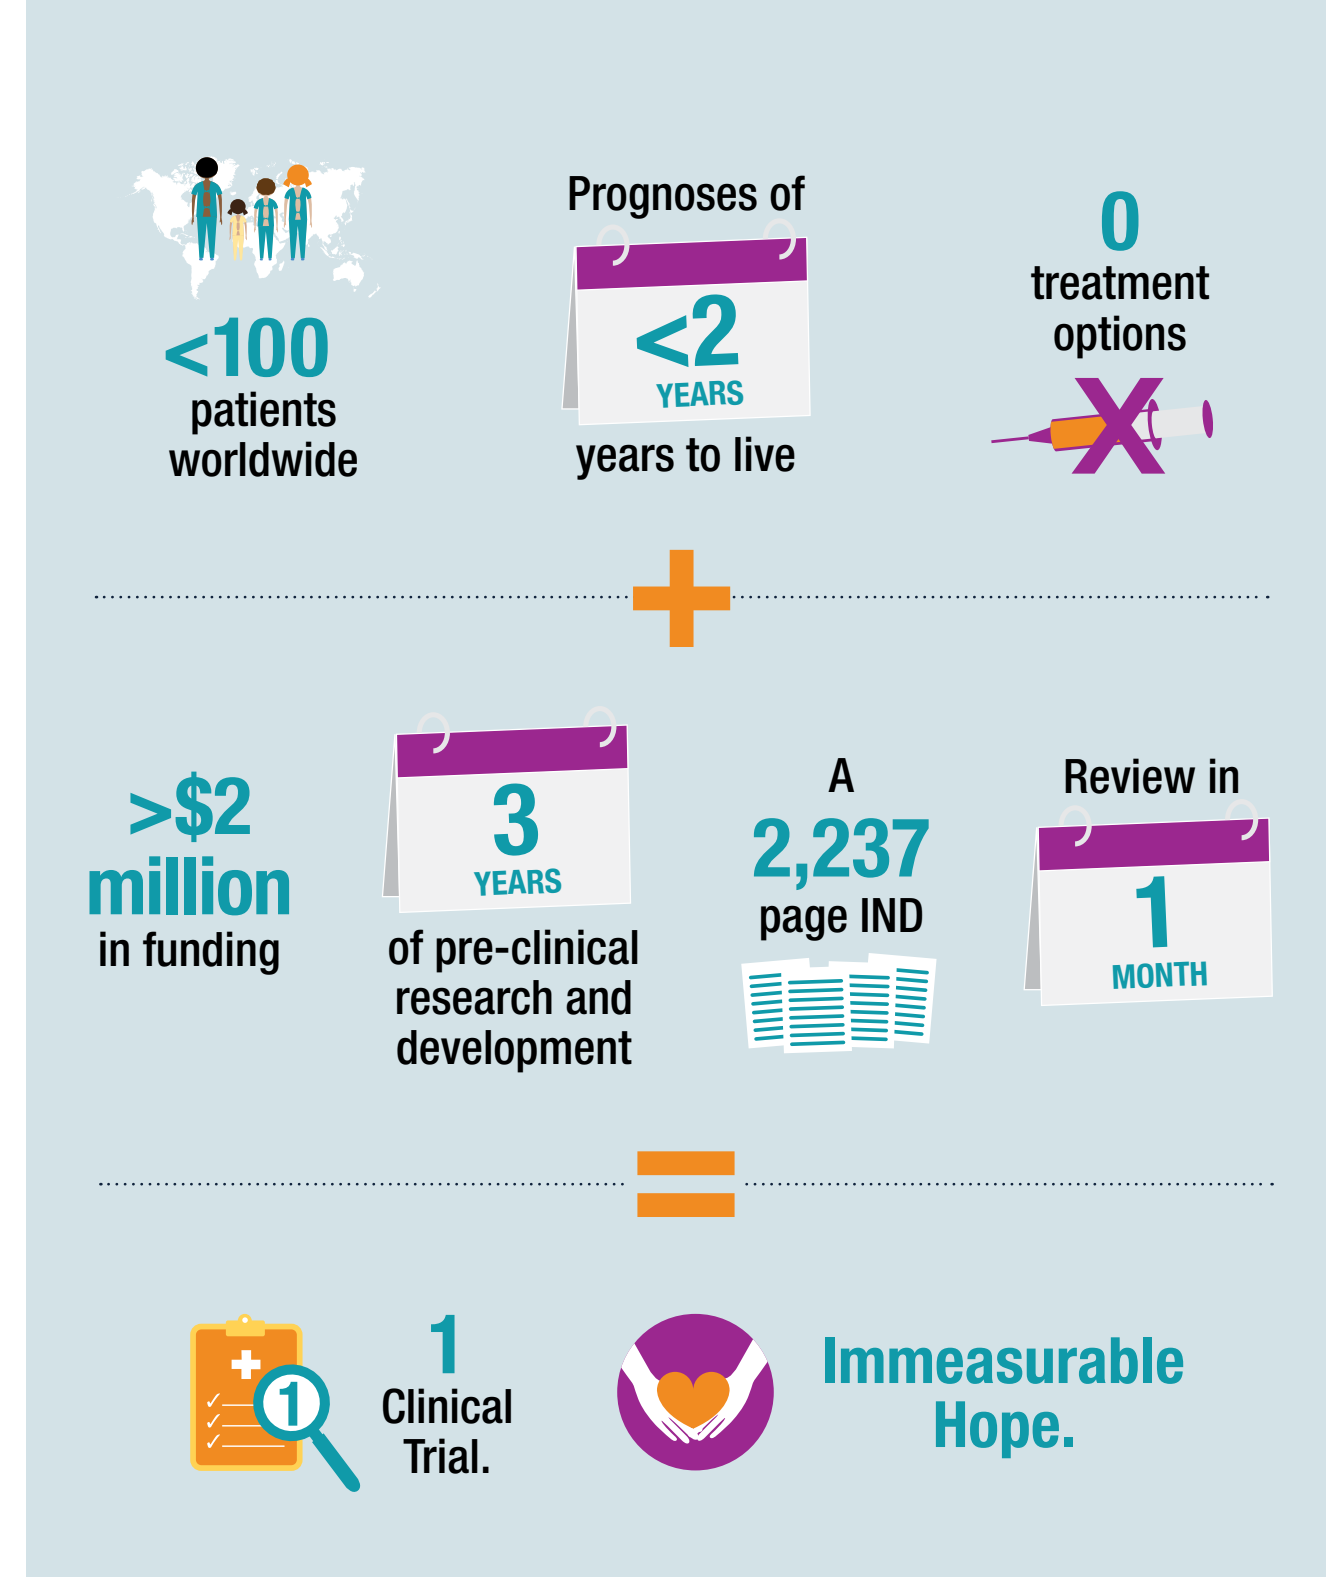 <100
patients
worldwide
Prognoses of
<2
YEARS
years to live
0
treatment
options
X
+
>$2
million
in funding
3
YEARS
of pre-clinical
research and
development
A
2,237
page IND
Review in
1
MONTH
=
1
1
Clinical
Trial.
Immeasurable
Hope.